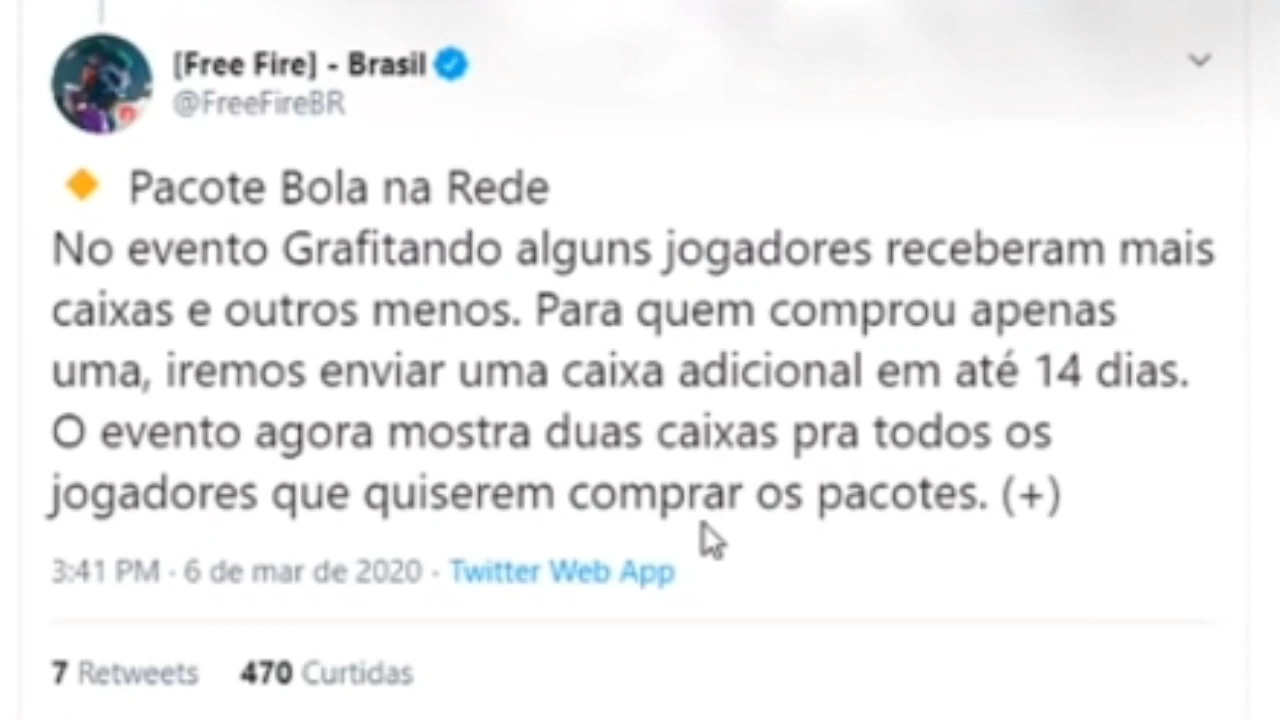 [Free Fire] - Brasil
@FreeFireBR
🔸 Pacote Bola na Rede
No evento Grafitando alguns jogadores receberam mais
caixas e outros menos. Para quem comprou apenas
uma, iremos enviar uma caixa adicional em até 14 dias.
O evento agora mostra duas caixas pra todos os
jogadores que quiserem comprar os pacotes. (+)
3:41 PM · 6 de mar de 2020 · Twitter Web App
7 Retweets 470 Curtidas